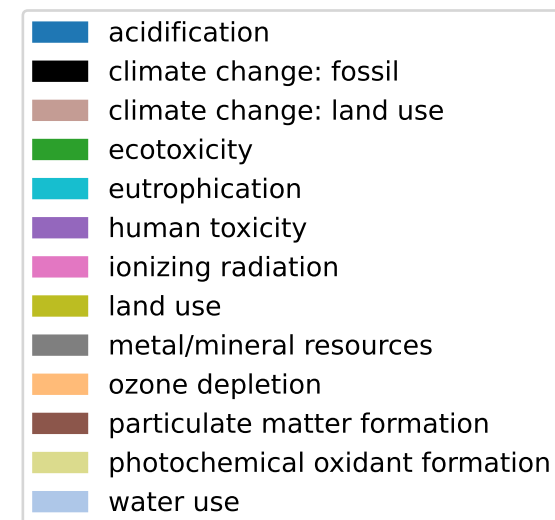 acidification
climate change: fossil
climate change: land use
ecotoxicity
eutrophication
human toxicity
ionizing radiation
land use
metal/mineral resources
ozone depletion
particulate matter formation
photochemical oxidant formation
water use